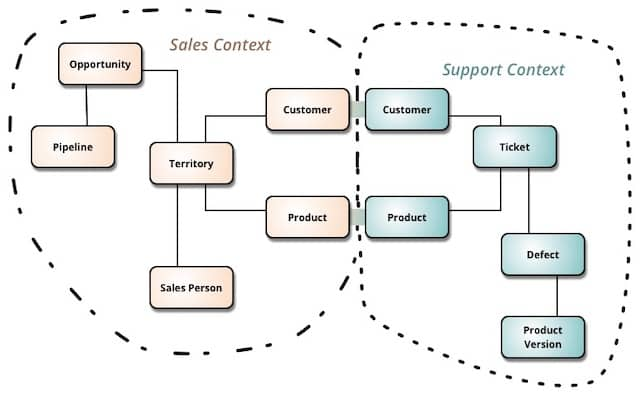 Sales Context
Support Context
Opportunity
Pipeline
Territory
Customer
Customer
Ticket
Product
Product
Sales Person
Defect
Product
Version